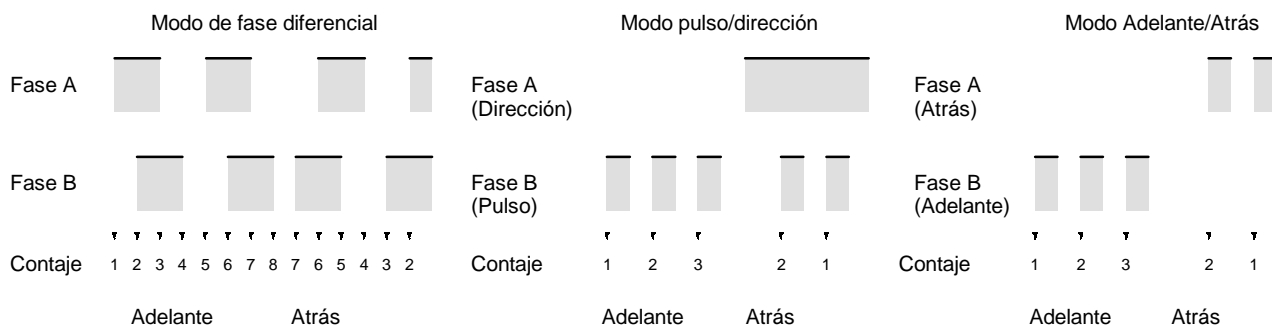 Modo de fase diferencial
Modo pulso/dirección
Modo Adelante/Atrás
Fase A
Fase A
(Dirección)
Fase A
(Atrás)
Fase B
Fase B
(Pulso)
Fase B
(Adelante)
Contaje 1 2 3 4 5 6 7 8 7 6 5 4 3 2
Contaje 1 2 3 2 1
Contaje 1 2 3 2 1
Adelante Atrás
Adelante Atrás
Adelante Atrás